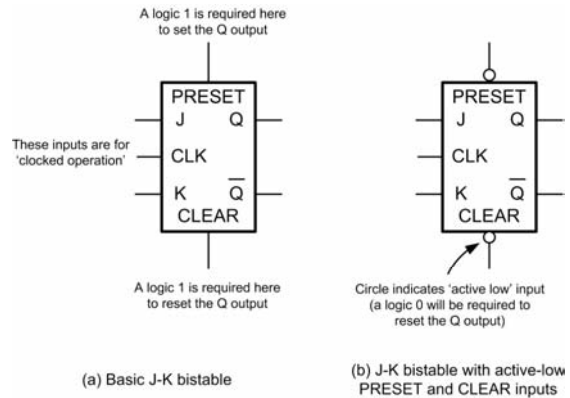 A logic 1 is required here
to set the Q output
PRESET
J Q
These inputs are for
'clocked operation'
CLK
K Q̅
CLEAR
A logic 1 is required here
to reset the Q output
(a) Basic J-K bistable
PRESET
J Q
CLK
K Q̅
CLEAR
Circle indicates 'active low' input
(a logic 0 will be required to
reset the Q output)
(b) J-K bistable with active-low
PRESET and CLEAR inputs